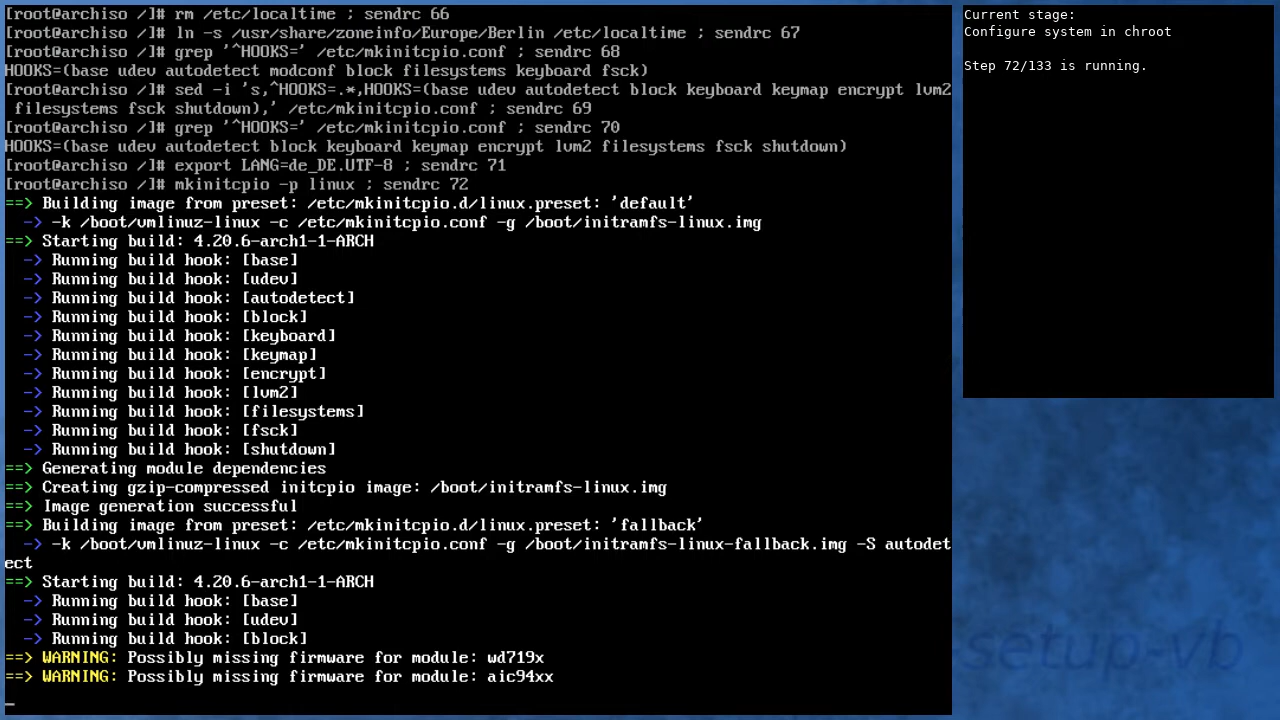 [root@archiso /]# rm /etc/localtime ; sendrc 66
[root@archiso /]# ln -s /usr/share/zoneinfo/Europe/Berlin /etc/localtime ; sendrc 67
[root@archiso /]# grep '^HOOKS=' /etc/mkinitcpio.conf ; sendrc 68
HOOKS=(base udev autodetect modconf block filesystems keyboard fsck)
[root@archiso /]# sed -i 's,^HOOKS=.*,HOOKS=(base udev autodetect block keyboard keymap encrypt lvm2
 filesystems fsck shutdown),' /etc/mkinitcpio.conf ; sendrc 69
[root@archiso /]# grep '^HOOKS=' /etc/mkinitcpio.conf ; sendrc 70
HOOKS=(base udev autodetect block keyboard keymap encrypt lvm2 filesystems fsck shutdown)
[root@archiso /]# export LANG=de_DE.UTF-8 ; sendrc 71
[root@archiso /]# mkinitcpio -p linux ; sendrc 72
==> Building image from preset: /etc/mkinitcpio.d/linux.preset: 'default'
  -> -k /boot/vmlinuz-linux -c /etc/mkinitcpio.conf -g /boot/initramfs-linux.img
==> Starting build: 4.20.6-arch1-1-ARCH
  -> Running build hook: [base]
  -> Running build hook: [udev]
  -> Running build hook: [autodetect]
  -> Running build hook: [block]
  -> Running build hook: [keyboard]
  -> Running build hook: [keymap]
  -> Running build hook: [encrypt]
  -> Running build hook: [lvm2]
  -> Running build hook: [filesystems]
  -> Running build hook: [fsck]
  -> Running build hook: [shutdown]
==> Generating module dependencies
==> Creating gzip-compressed initcpio image: /boot/initramfs-linux.img
==> Image generation successful
==> Building image from preset: /etc/mkinitcpio.d/linux.preset: 'fallback'
  -> -k /boot/vmlinuz-linux -c /etc/mkinitcpio.conf -g /boot/initramfs-linux-fallback.img -S autodet
ect
==> Starting build: 4.20.6-arch1-1-ARCH
  -> Running build hook: [base]
  -> Running build hook: [udev]
  -> Running build hook: [block]
==> WARNING: Possibly missing firmware for module: wd719x
==> WARNING: Possibly missing firmware for module: aic94xx
Current stage:
Configure system in chroot
Step 72/133 is running.
-setup-vb